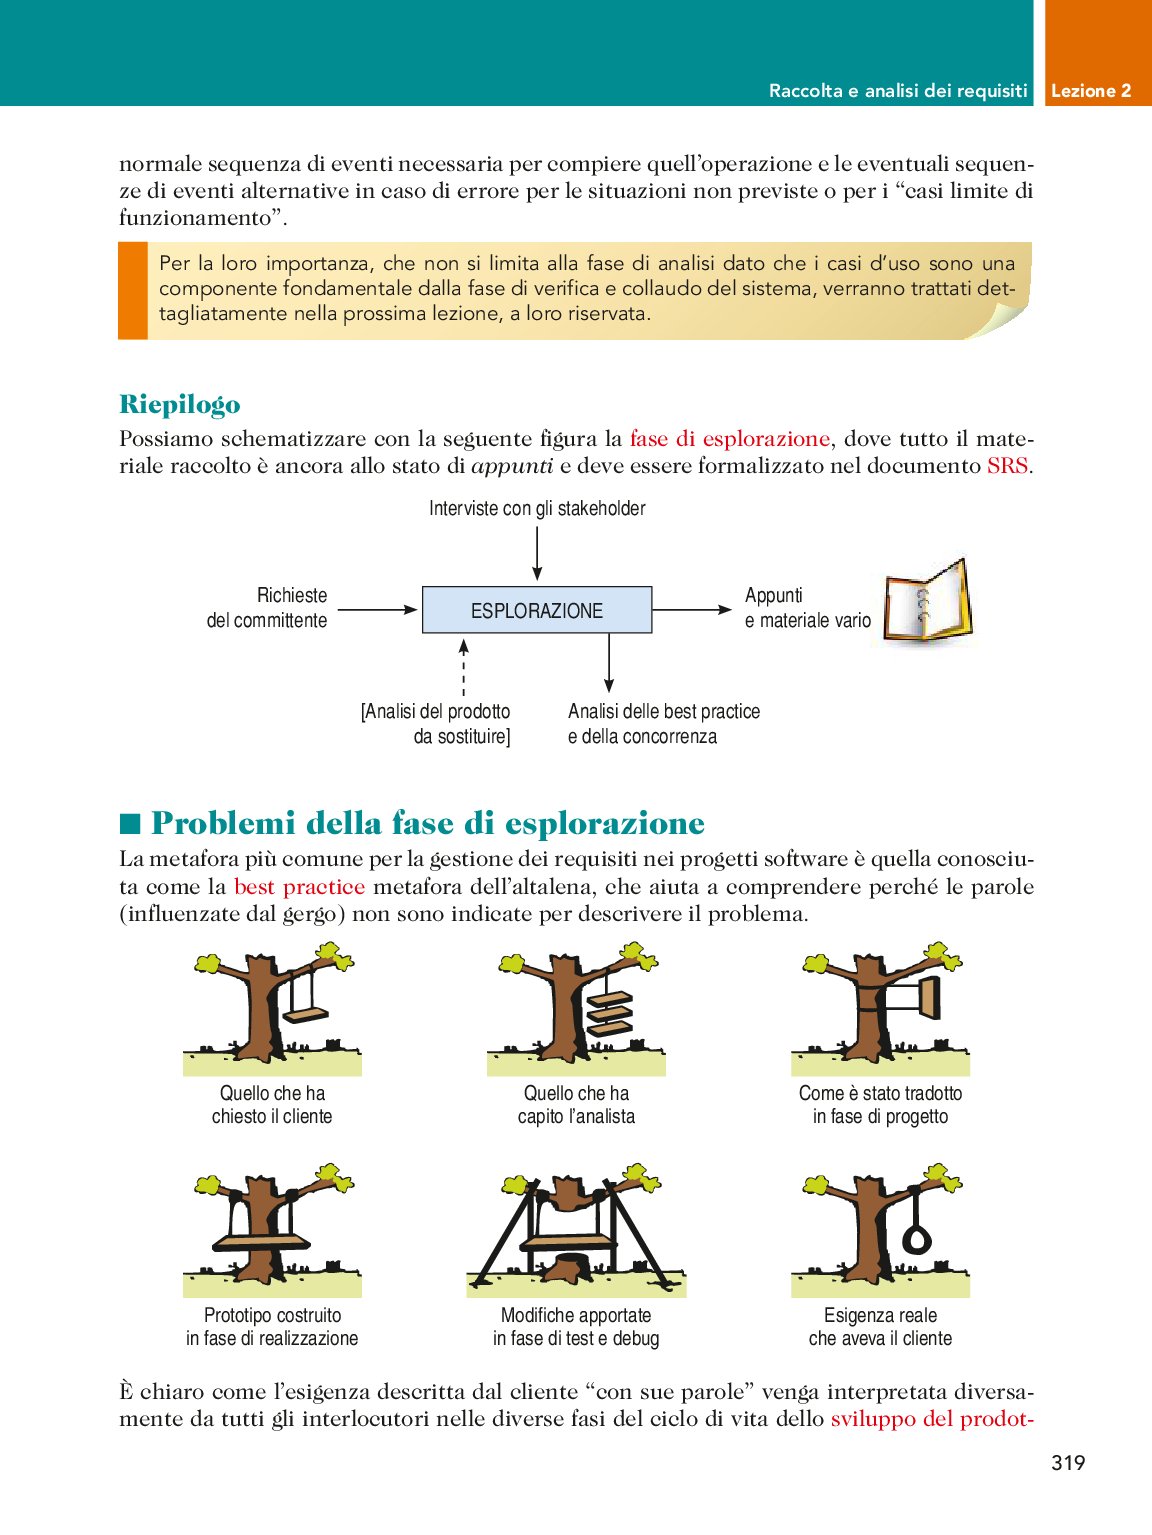 Raccolta e analisi dei requisiti Lezione 2
normale sequenza di eventi necessaria per compiere quell'operazione e le eventuali sequen-
ze di eventi alternative in caso di errore per le situazioni non previste o per i “casi limite di
funzionamento”.
Per la loro importanza, che non si limita alla fase di analisi dato che i casi d'uso sono una
componente fondamentale dalla fase di verifica e collaudo del sistema, verranno trattati det-
tagliatamente nella prossima lezione, a loro riservata.
Riepilogo
Possiamo schematizzare con la seguente figura la fase di esplorazione, dove tutto il mate-
riale raccolto è ancora allo stato di appunti e deve essere formalizzato nel documento SRS.
Interviste con gli stakeholder
Richieste
del committente
ESPLORAZIONE
Appunti
e materiale vario
[Analisi del prodotto
da sostituire]
Analisi delle best practice
e della concorrenza
■ Problemi della fase di esplorazione
La metafora più comune per la gestione dei requisiti nei progetti software è quella conosciu-
ta come la best practice metafora dell'altalena, che aiuta a comprendere perché le parole
(influenzate dal gergo) non sono indicate per descrivere il problema.
Quello che ha
chiesto il cliente
Quello che ha
capito l'analista
Come è stato tradotto
in fase di progetto
Prototipo costruito
in fase di realizzazione
Modifiche apportate
in fase di test e debug
Esigenza reale
che aveva il cliente
È chiaro come l'esigenza descritta dal cliente “con sue parole” venga interpretata diversa-
mente da tutti gli interlocutori nelle diverse fasi del ciclo di vita dello sviluppo del prodot-
319